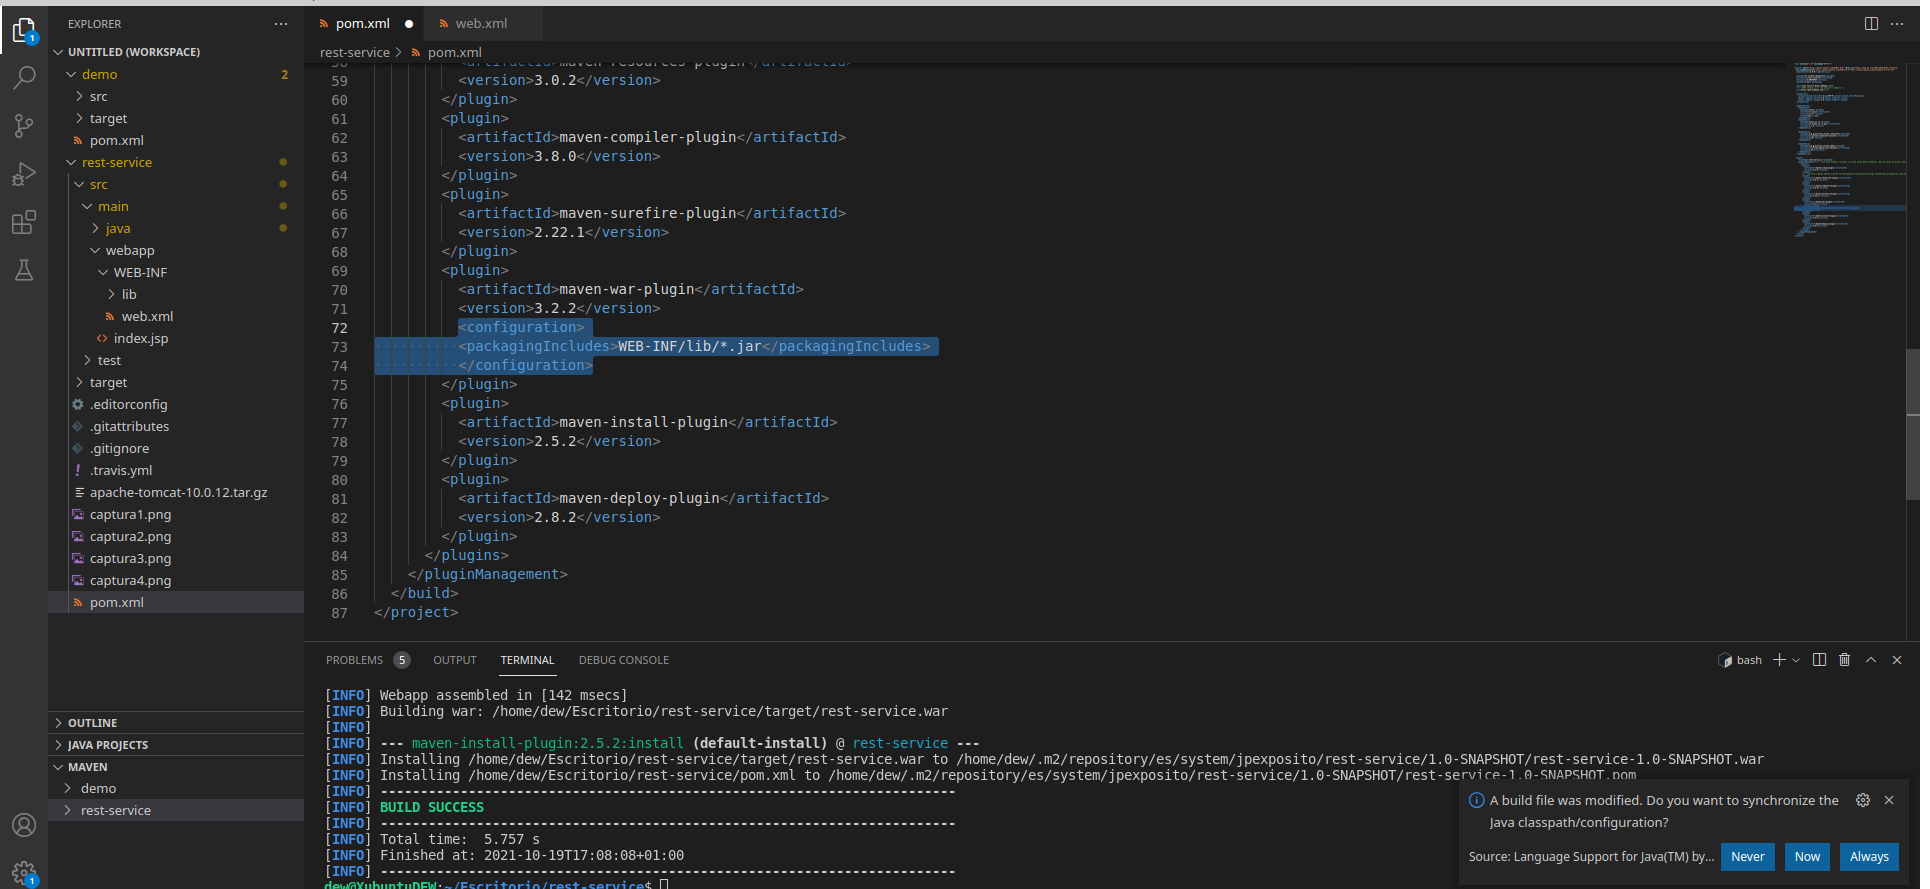 EXPLORER
UNTITLED (WORKSPACE)
demo 2
src
target
pom.xml
rest-service
src
main
java
webapp
WEB-INF
lib
web.xml
index.jsp
test
target
.editorconfig
.gitattributes
.gitignore
.travis.yml
apache-tomcat-10.0.12.tar.gz
captura1.png
captura2.png
captura3.png
captura4.png
pom.xml
OUTLINE
JAVA PROJECTS
MAVEN
demo
rest-service
1
1
pom.xml
web.xml
rest-service > pom.xml
58 <artifactId>maven-resources-plugin</artifactId>
59 <version>3.0.2</version>
60 </plugin>
61 <plugin>
62 <artifactId>maven-compiler-plugin</artifactId>
63 <version>3.8.0</version>
64 </plugin>
65 <plugin>
66 <artifactId>maven-surefire-plugin</artifactId>
67 <version>2.22.1</version>
68 </plugin>
69 <plugin>
70 <artifactId>maven-war-plugin</artifactId>
71 <version>3.2.2</version>
72 <configuration>
73 <packagingIncludes>WEB-INF/lib/*.jar</packagingIncludes>
74 </configuration>
75 </plugin>
76 <plugin>
77 <artifactId>maven-install-plugin</artifactId>
78 <version>2.5.2</version>
79 </plugin>
80 <plugin>
81 <artifactId>maven-deploy-plugin</artifactId>
82 <version>2.8.2</version>
83 </plugin>
84 </plugins>
85 </pluginManagement>
86 </build>
87 </project>
PROBLEMS 5 OUTPUT TERMINAL DEBUG CONSOLE
bash
[INFO] Webapp assembled in [142 msecs]
[INFO] Building war: /home/dew/Escritorio/rest-service/target/rest-service.war
[INFO]
[INFO] --- maven-install-plugin:2.5.2:install (default-install) @ rest-service ---
[INFO] Installing /home/dew/Escritorio/rest-service/target/rest-service.war to /home/dew/.m2/repository/es/system/jpexposito/rest-service/1.0-SNAPSHOT/rest-service-1.0-SNAPSHOT.war
[INFO] Installing /home/dew/Escritorio/rest-service/pom.xml to /home/dew/.m2/repository/es/system/jpexposito/rest-service/1.0-SNAPSHOT/rest-service-1.0-SNAPSHOT.pom
[INFO] ------------------------------------------------------------------------
[INFO] BUILD SUCCESS
[INFO] ------------------------------------------------------------------------
[INFO] Total time:  5.757 s
[INFO] Finished at: 2021-10-19T17:08:08+01:00
[INFO] ------------------------------------------------------------------------
dew@XubuntuDEW:~/Escritorio/rest-service$
A build file was modified. Do you want to synchronize the
Java classpath/configuration?
Source: Language Support for Java(TM) by...
Never
Now
Always